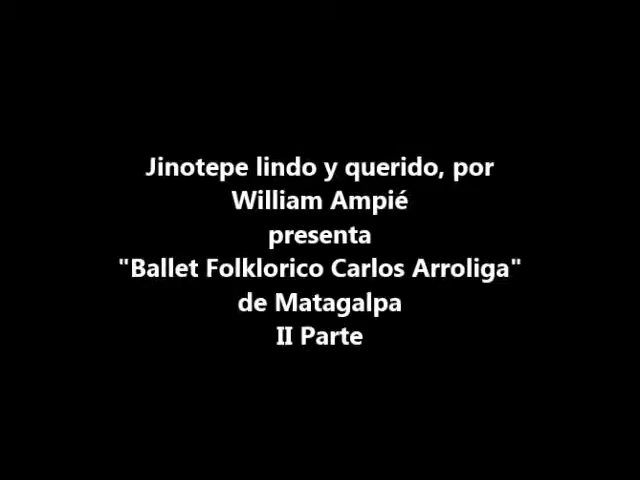 Jinotepe lindo y querido, por
William Ampié
presenta
"Ballet Folklorico Carlos Arroliga"
de Matagalpa
II Parte